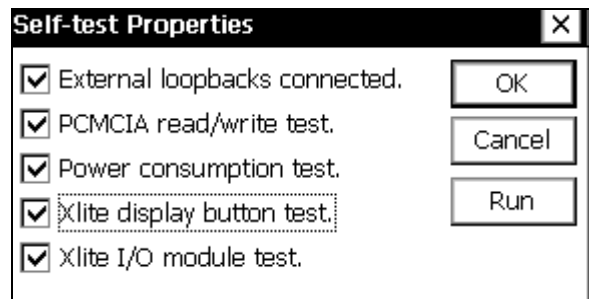 Self-test Properties
External loopbacks connected.
OK
PCMCIA read/write test.
Cancel
Power consumption test.
Xlite display button test.
Run
Xlite I/O module test.